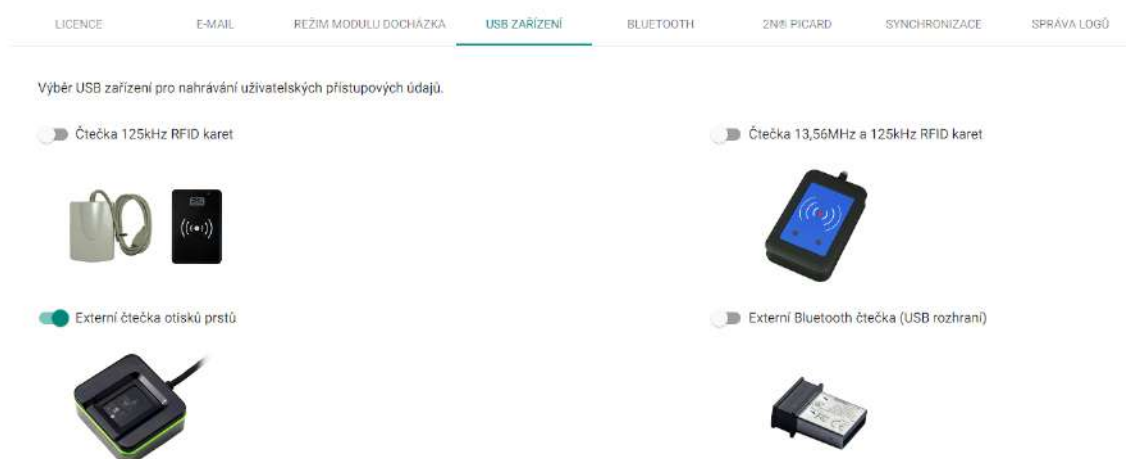 LICENCE
E-MAIL
REŽIM MODULU DOCHÁZKA
USB ZAŘÍZENÍ
BLUETOOTH
2N® PICARD
SYNCHRONIZACE
SPRÁVA LOGŮ
Výběr USB zařízení pro nahrávání uživatelských přístupových údajů.
Čtečka 125kHz RFID karet
Čtečka 13,56MHz a 125kHz RFID karet
Externí čtečka otisků prstů
Externí Bluetooth čtečka (USB rozhraní)